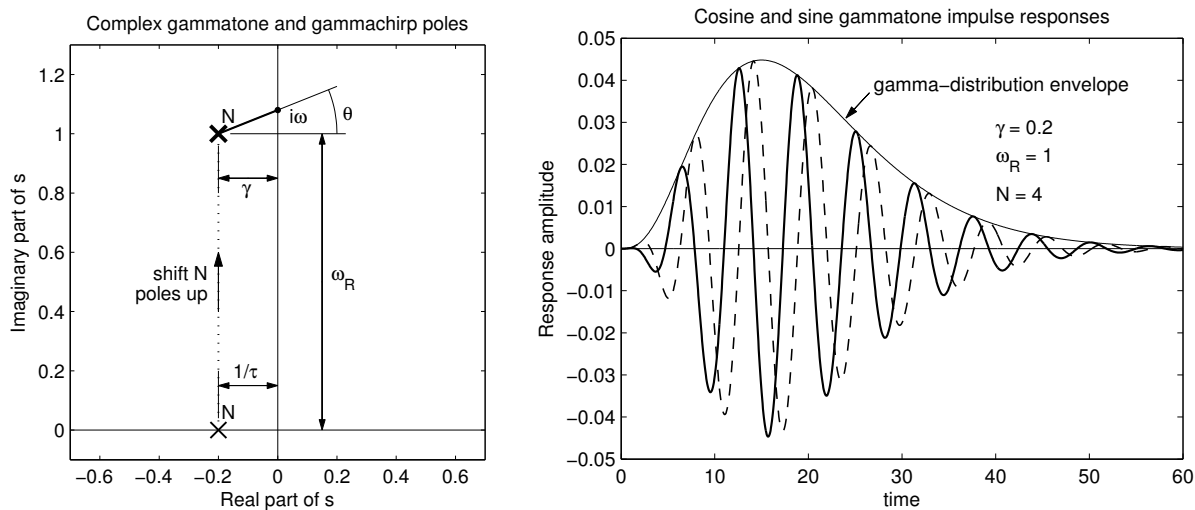 Complex gammatone and gammachirp poles
1.2
1
0.8
0.6
0.4
0.2
0
Imaginary part of s
N
iω
θ
γ
ω_R
shift N
poles up
1/τ
N
−0.6
−0.4
−0.2
0
0.2
0.4
0.6
Real part of s
Cosine and sine gammatone impulse responses
0.05
0.04
0.03
0.02
0.01
0
−0.01
−0.02
−0.03
−0.04
−0.05
Response amplitude
gamma−distribution envelope
γ = 0.2
ω_R = 1
N = 4
0
10
20
30
40
50
60
time